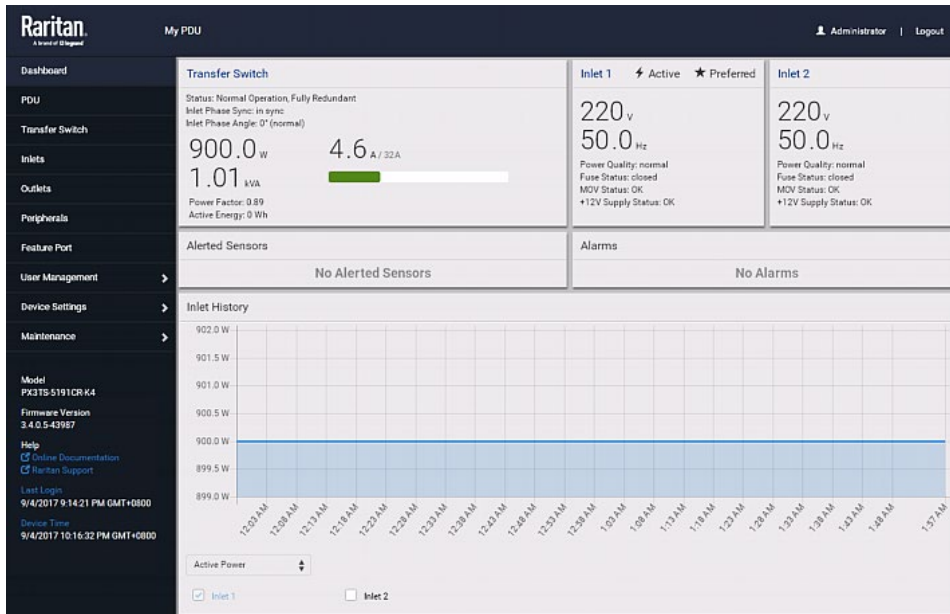 Raritan.
A brand of legrand
My PDU
Administrator | Logout
Dashboard
PDU
Transfer Switch
Inlets
Outlets
Peripherals
Feature Port
User Management
Device Settings
Maintenance
Model
PX3TS-5191CR-K4
Firmware Version
3.4.0.5-43987
Help
Online Documentation
Raritan Support
Last Login
9/4/2017 9:14:21 PM GMT+0800
Device Time
9/4/2017 10:16:32 PM GMT+0800
Transfer Switch
Status: Normal Operation, Fully Redundant
Inlet Phase Sync: in sync
Inlet Phase Angle: 0° (normal)
900.0 W
4.6 A / 32A
1.01 kVA
Power Factor: 0.89
Active Energy: 0 Wh
Inlet 1 Active Preferred
220 V
50.0 Hz
Power Quality: normal
Fuse Status: closed
MOV Status: OK
+12V Supply Status: OK
Inlet 2
220 V
50.0 Hz
Power Quality: normal
Fuse Status: closed
MOV Status: OK
+12V Supply Status: OK
Alerted Sensors
No Alerted Sensors
Alarms
No Alarms
Inlet History
902.0 W
901.5 W
901.0 W
900.5 W
900.0 W
899.5 W
899.0 W
12:03 AM
12:08 AM
12:13 AM
12:18 AM
12:23 AM
12:28 AM
12:33 AM
12:38 AM
12:43 AM
12:48 AM
12:53 AM
12:58 AM
1:03 AM
1:08 AM
1:13 AM
1:18 AM
1:23 AM
1:28 AM
1:33 AM
1:38 AM
1:43 AM
1:48 AM
1:57 AM
Active Power
Inlet 1
Inlet 2